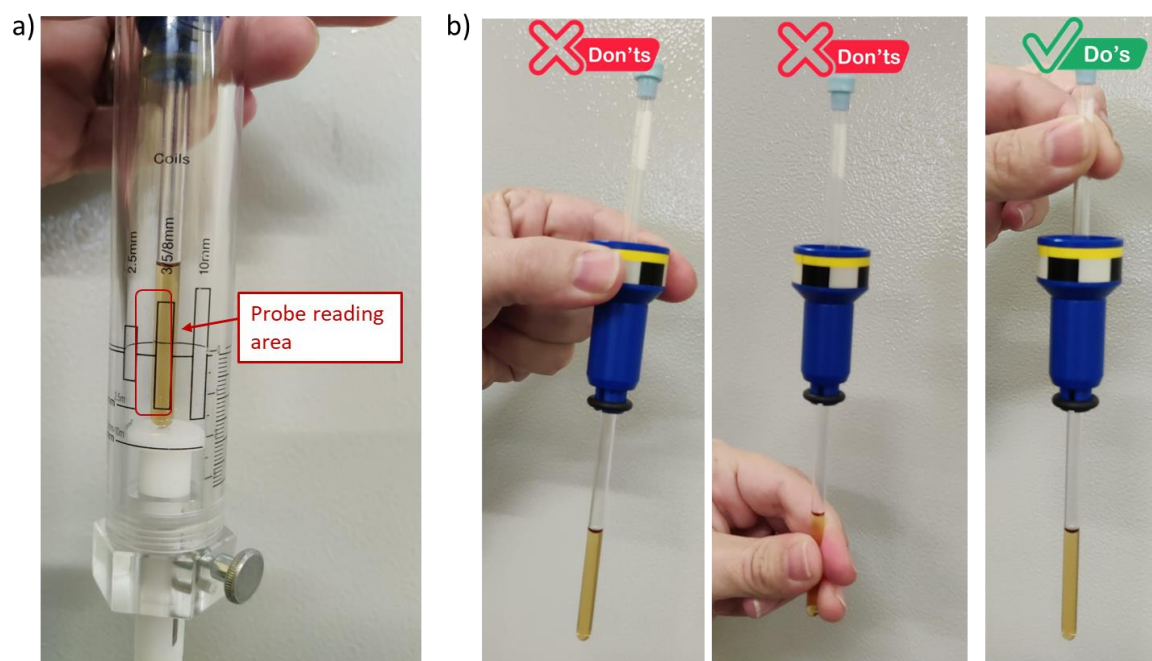 a)
Coils
2.5mm
3/5/8mm
10mm
Probe reading
area
b)
Don'ts
Don'ts
Do's